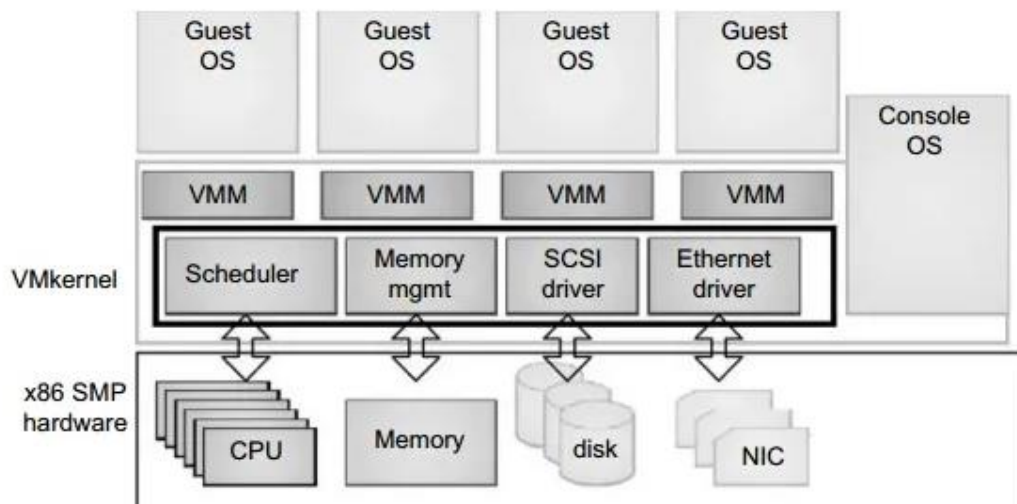 Guest
OS
Guest
OS
Guest
OS
Guest
OS
Console
OS
VMM
VMM
VMM
VMM
VMkernel
Scheduler
Memory
mgmt
SCSI
driver
Ethernet
driver
x86 SMP
hardware
CPU
Memory
disk
NIC